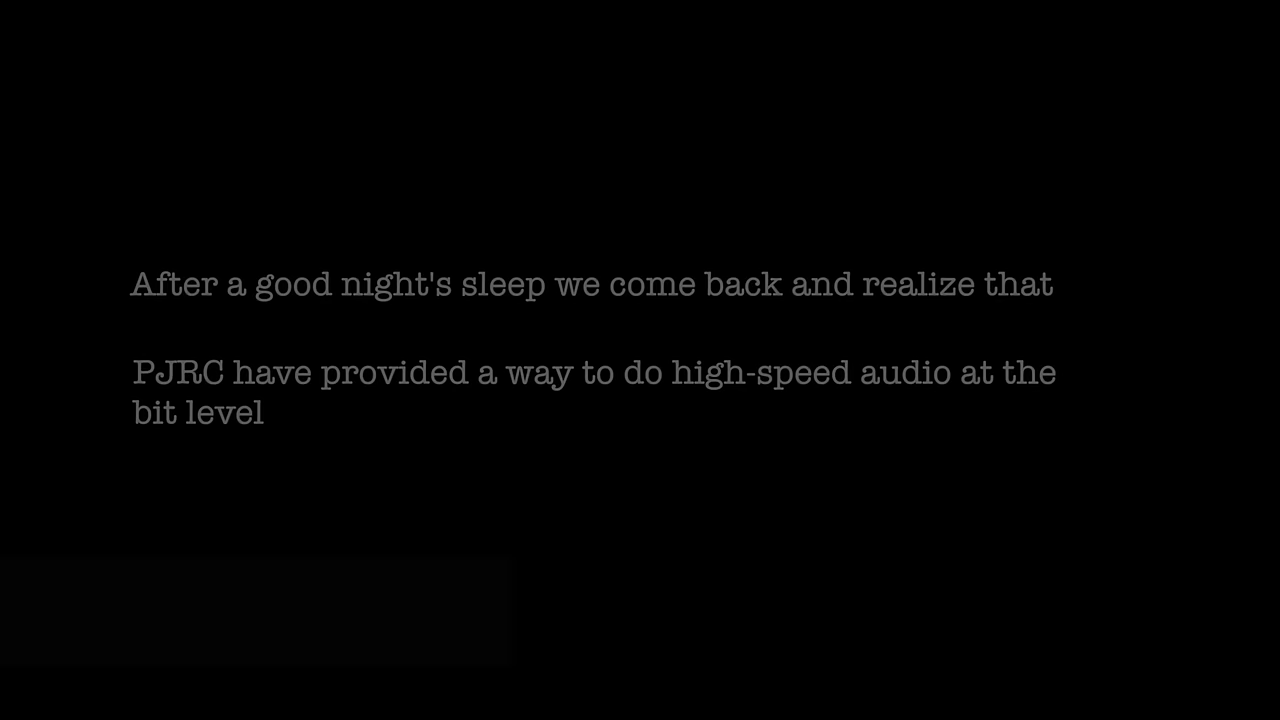 After a good night's sleep we come back and realize that
PJRC have provided a way to do high-speed audio at the
bit level